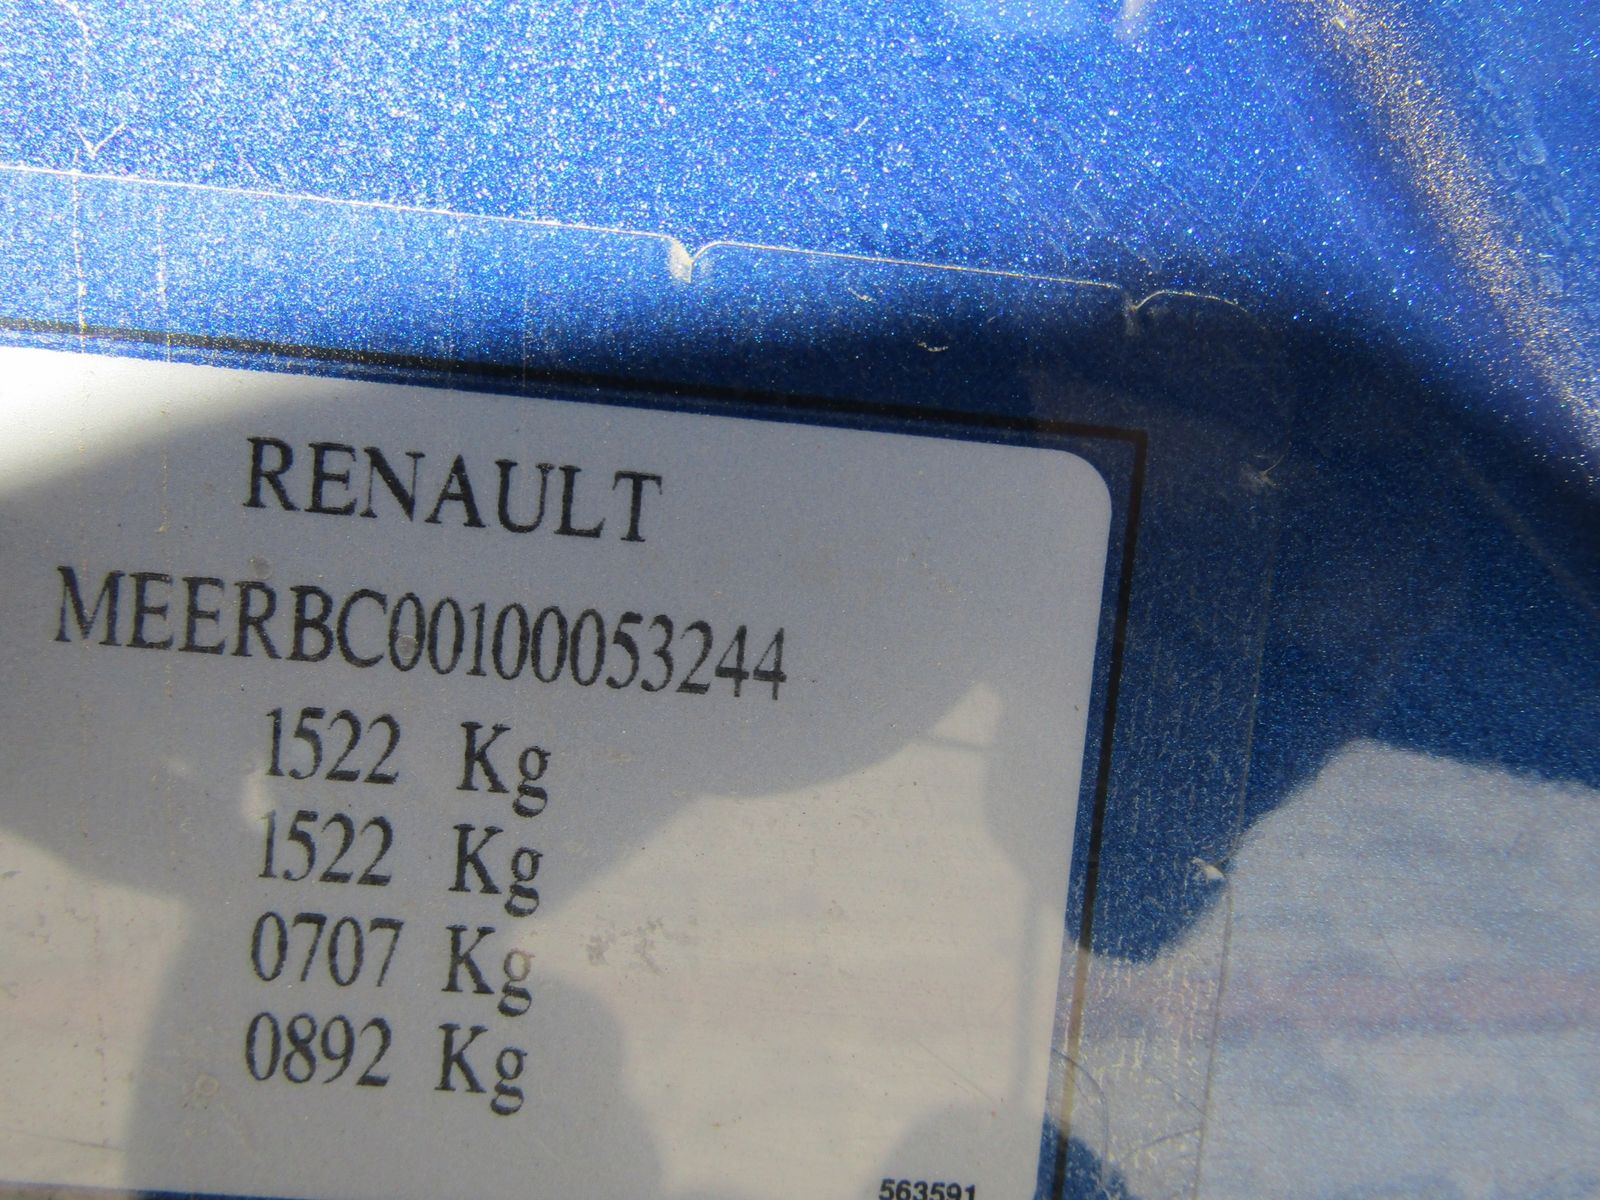 RENAULT
MEERBC00100053244
1522 Kg
1522 Kg
0707 Kg
0892 Kg
563591